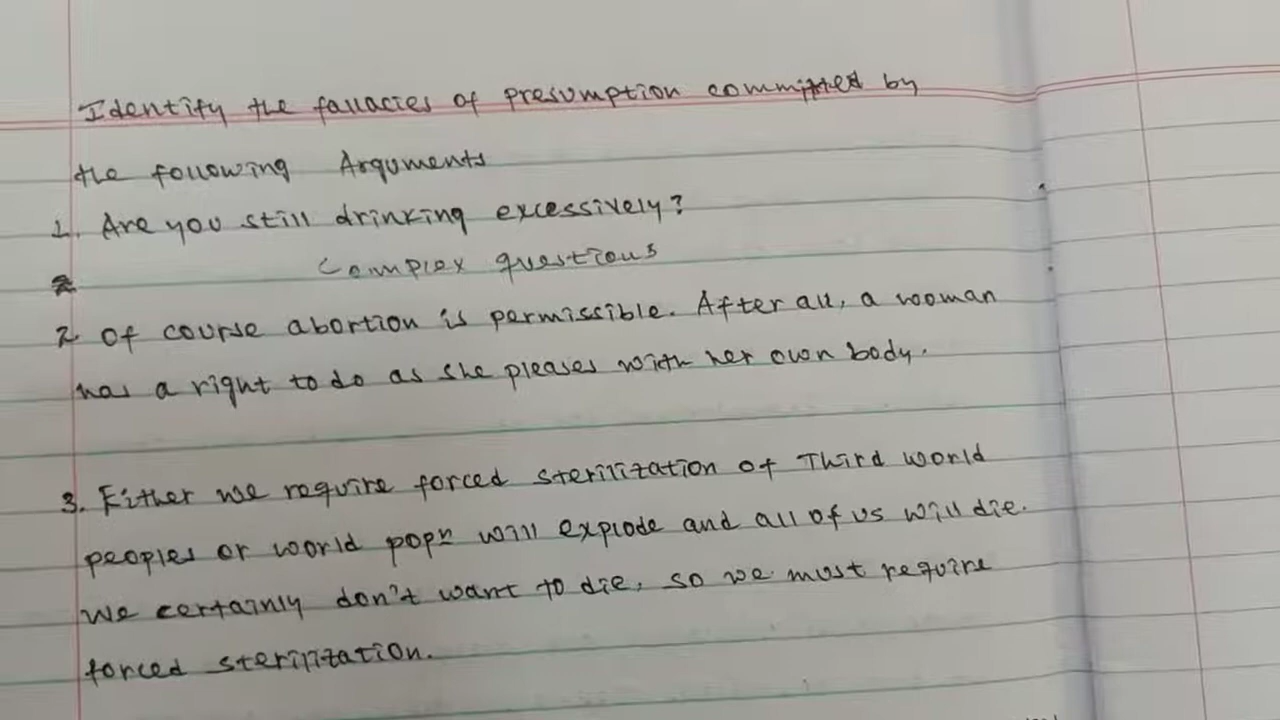 Identify the fallacies of presumption committed by
the following Arguments
1. Are you still drinking excessively?
complex questions
2 Of course abortion is permissible. After all, a woman
has a right to do as she pleases with her own body.
3. Either we require forced sterilization of Third world
peoples or world popn will explode and all of us will die.
We certainly don't want to die, so we must require
forced sterilization.